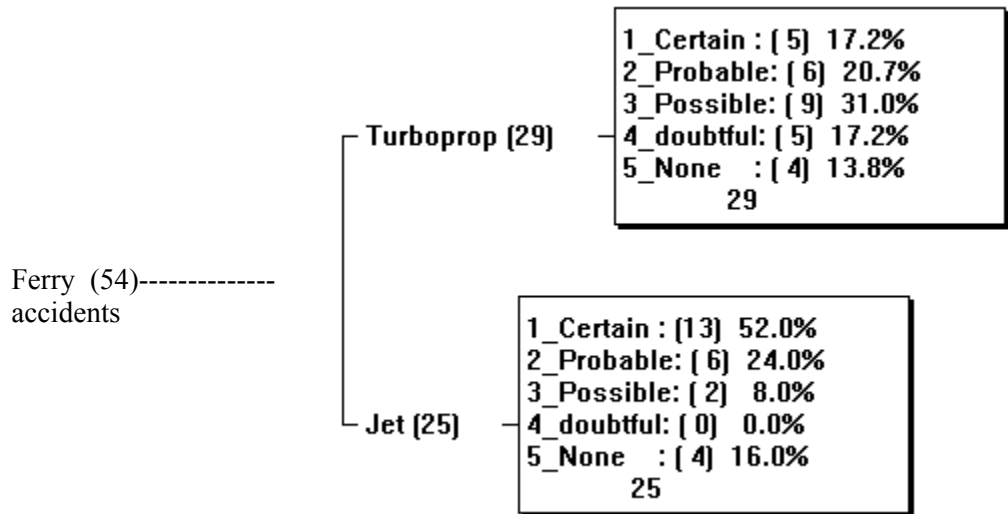 1_Certain : ( 5) 17.2%
2_Probable: ( 6) 20.7%
3_Possible: ( 9) 31.0%
4_doubtful: ( 5) 17.2%
5_None : ( 4) 13.8%
29
Turboprop (29)
Ferry (54)--------------
accidents
1_Certain : (13) 52.0%
2_Probable: ( 6) 24.0%
3_Possible: ( 2) 8.0%
4_doubtful: ( 0) 0.0%
5_None : ( 4) 16.0%
25
Jet (25)